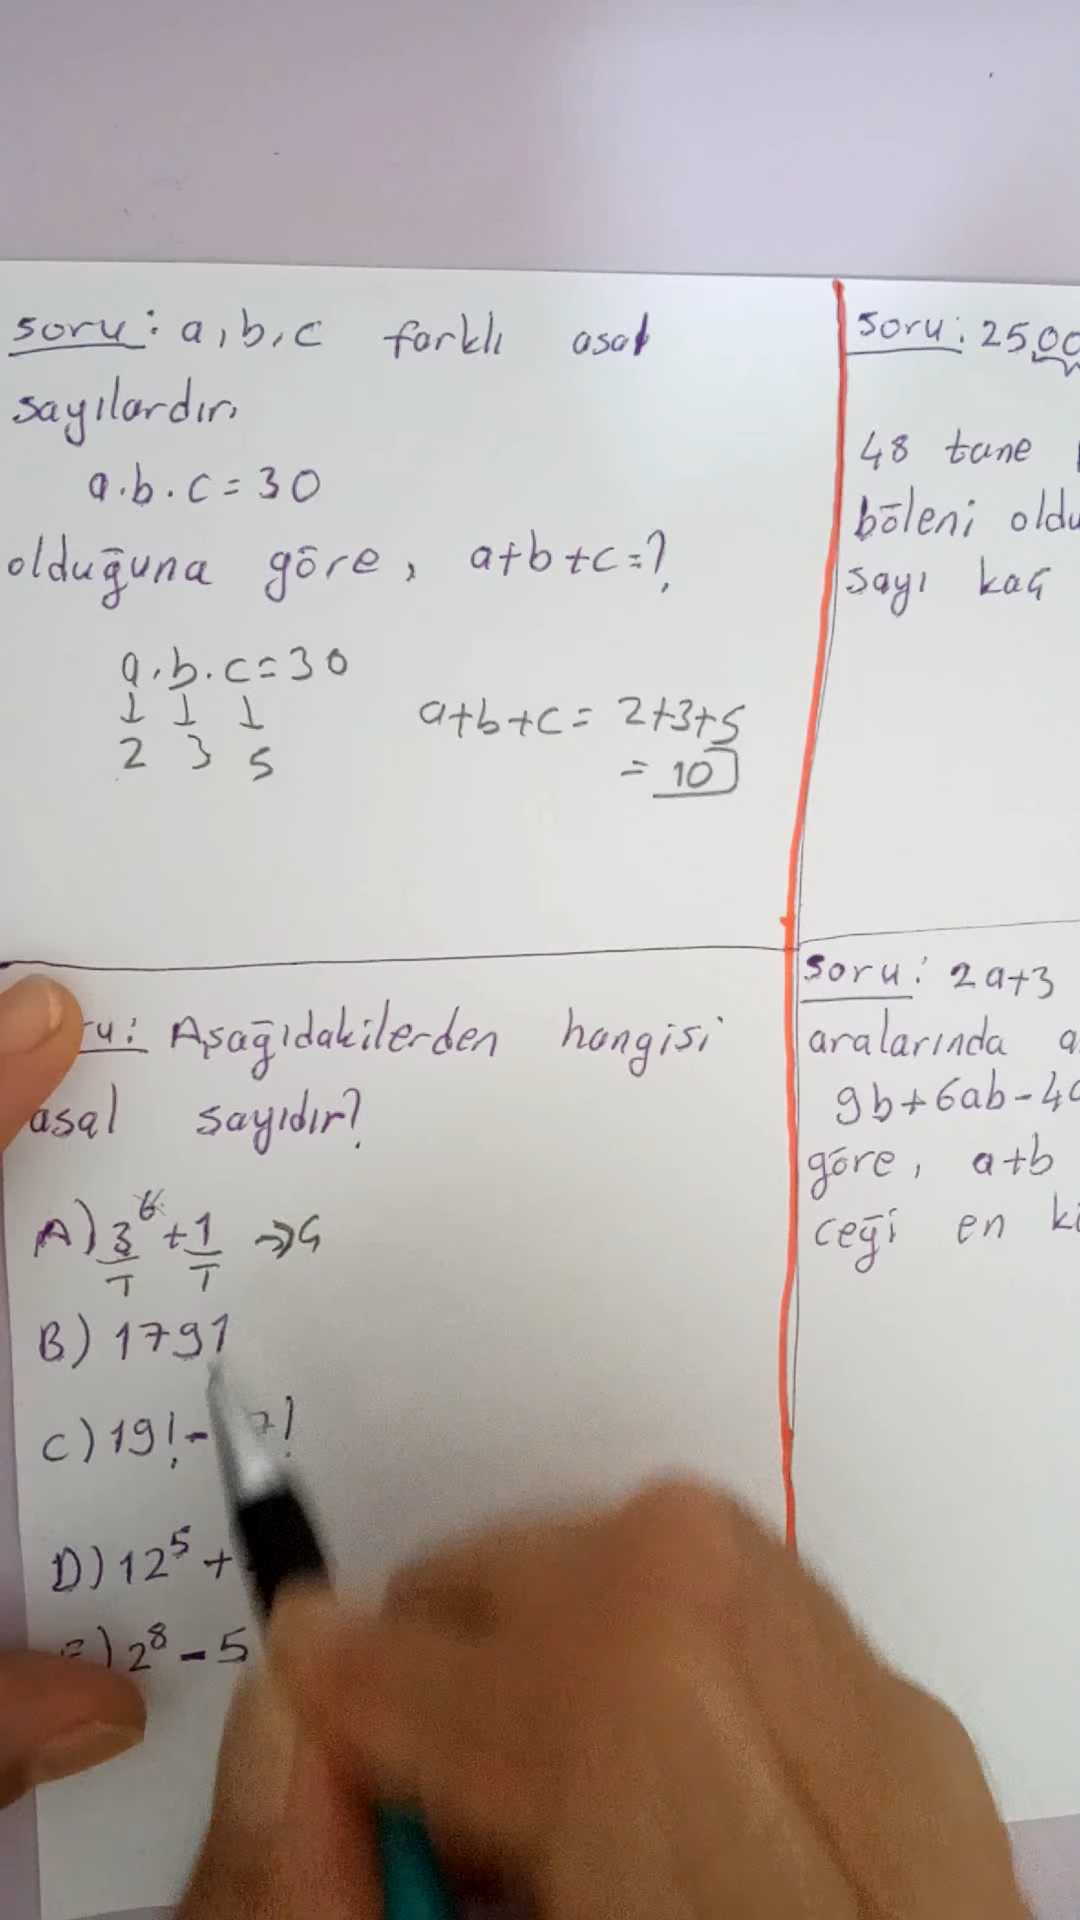 soru: a, b, c farklı asal
sayılardır.
a.b.c=30
olduğuna göre, a+b+c=?
a.b.c=30
2 3 5
a+b+c= 2+3+5
= 10
Aşağıdakilerden hangisi
asal sayıdır?
A) 3⁶+1
T T
B) 1791
C) 19!-
D) 12⁵+
2⁸-5
soru: 25
48 tane
böleni
sayı kaç
soru: 2a+3
aralarında
9b+6ab-4
göre, a+b
ceği en